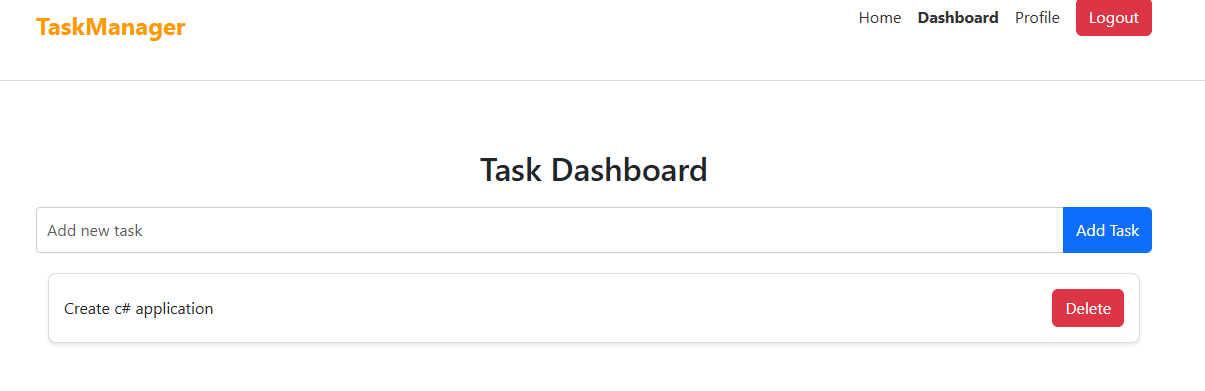 TaskManager
Home Dashboard Profile Logout
Task Dashboard
Add new task Add Task
Create c# application Delete